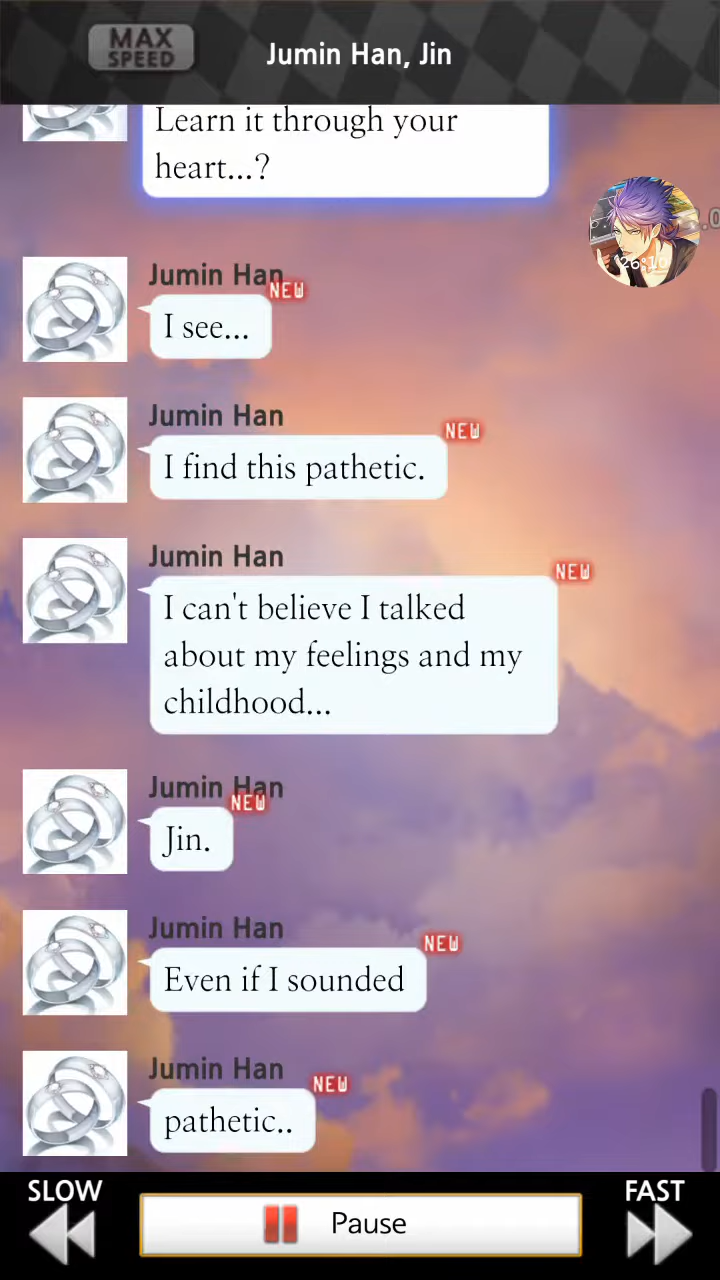 MAX
SPEED
Jumin Han, Jin
Learn it through your
heart...?
Jumin Han
NEW
I see...
Jumin Han
NEW
I find this pathetic.
Jumin Han
NEW
I can't believe I talked
about my feelings and my
childhood...
Jumin Han
NEW
Jin.
Jumin Han
NEW
Even if I sounded
Jumin Han
NEW
pathetic..
SLOW
Pause
FAST